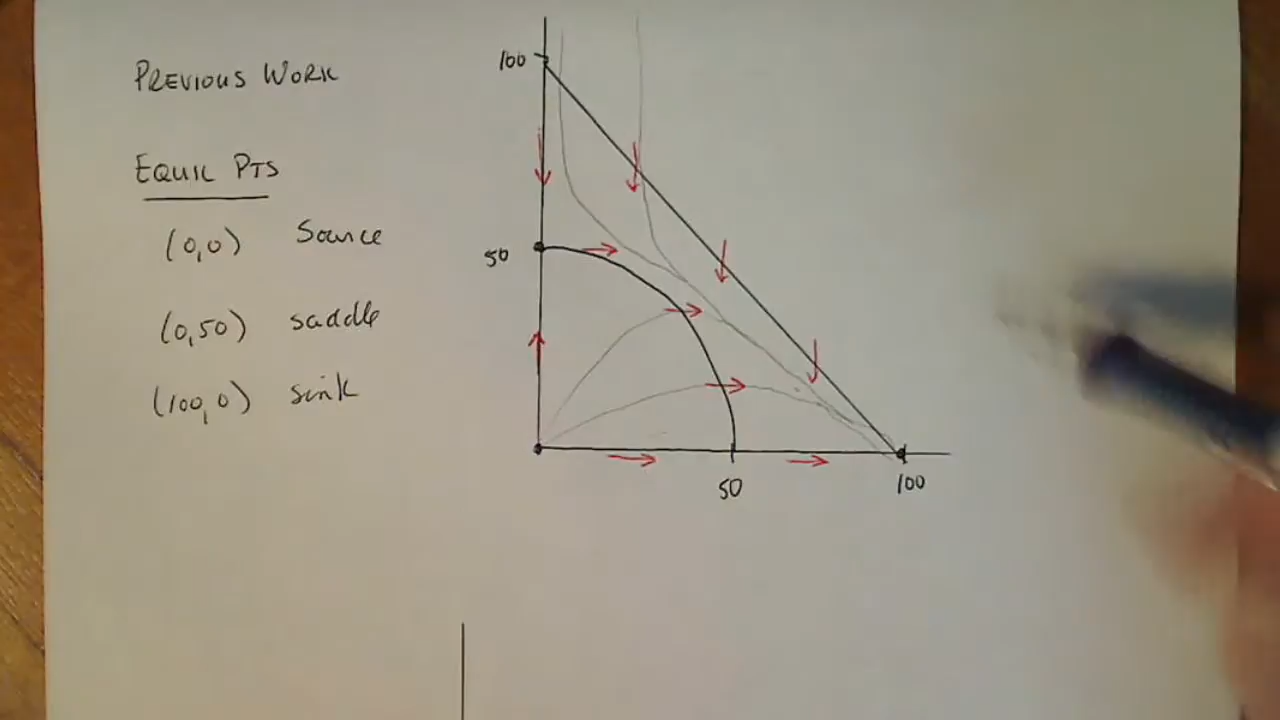 PREVIOUS WORK
EQUIL PTS
(0,0) Source
(0,50) saddle
(100,0) sink
100
50
50
100